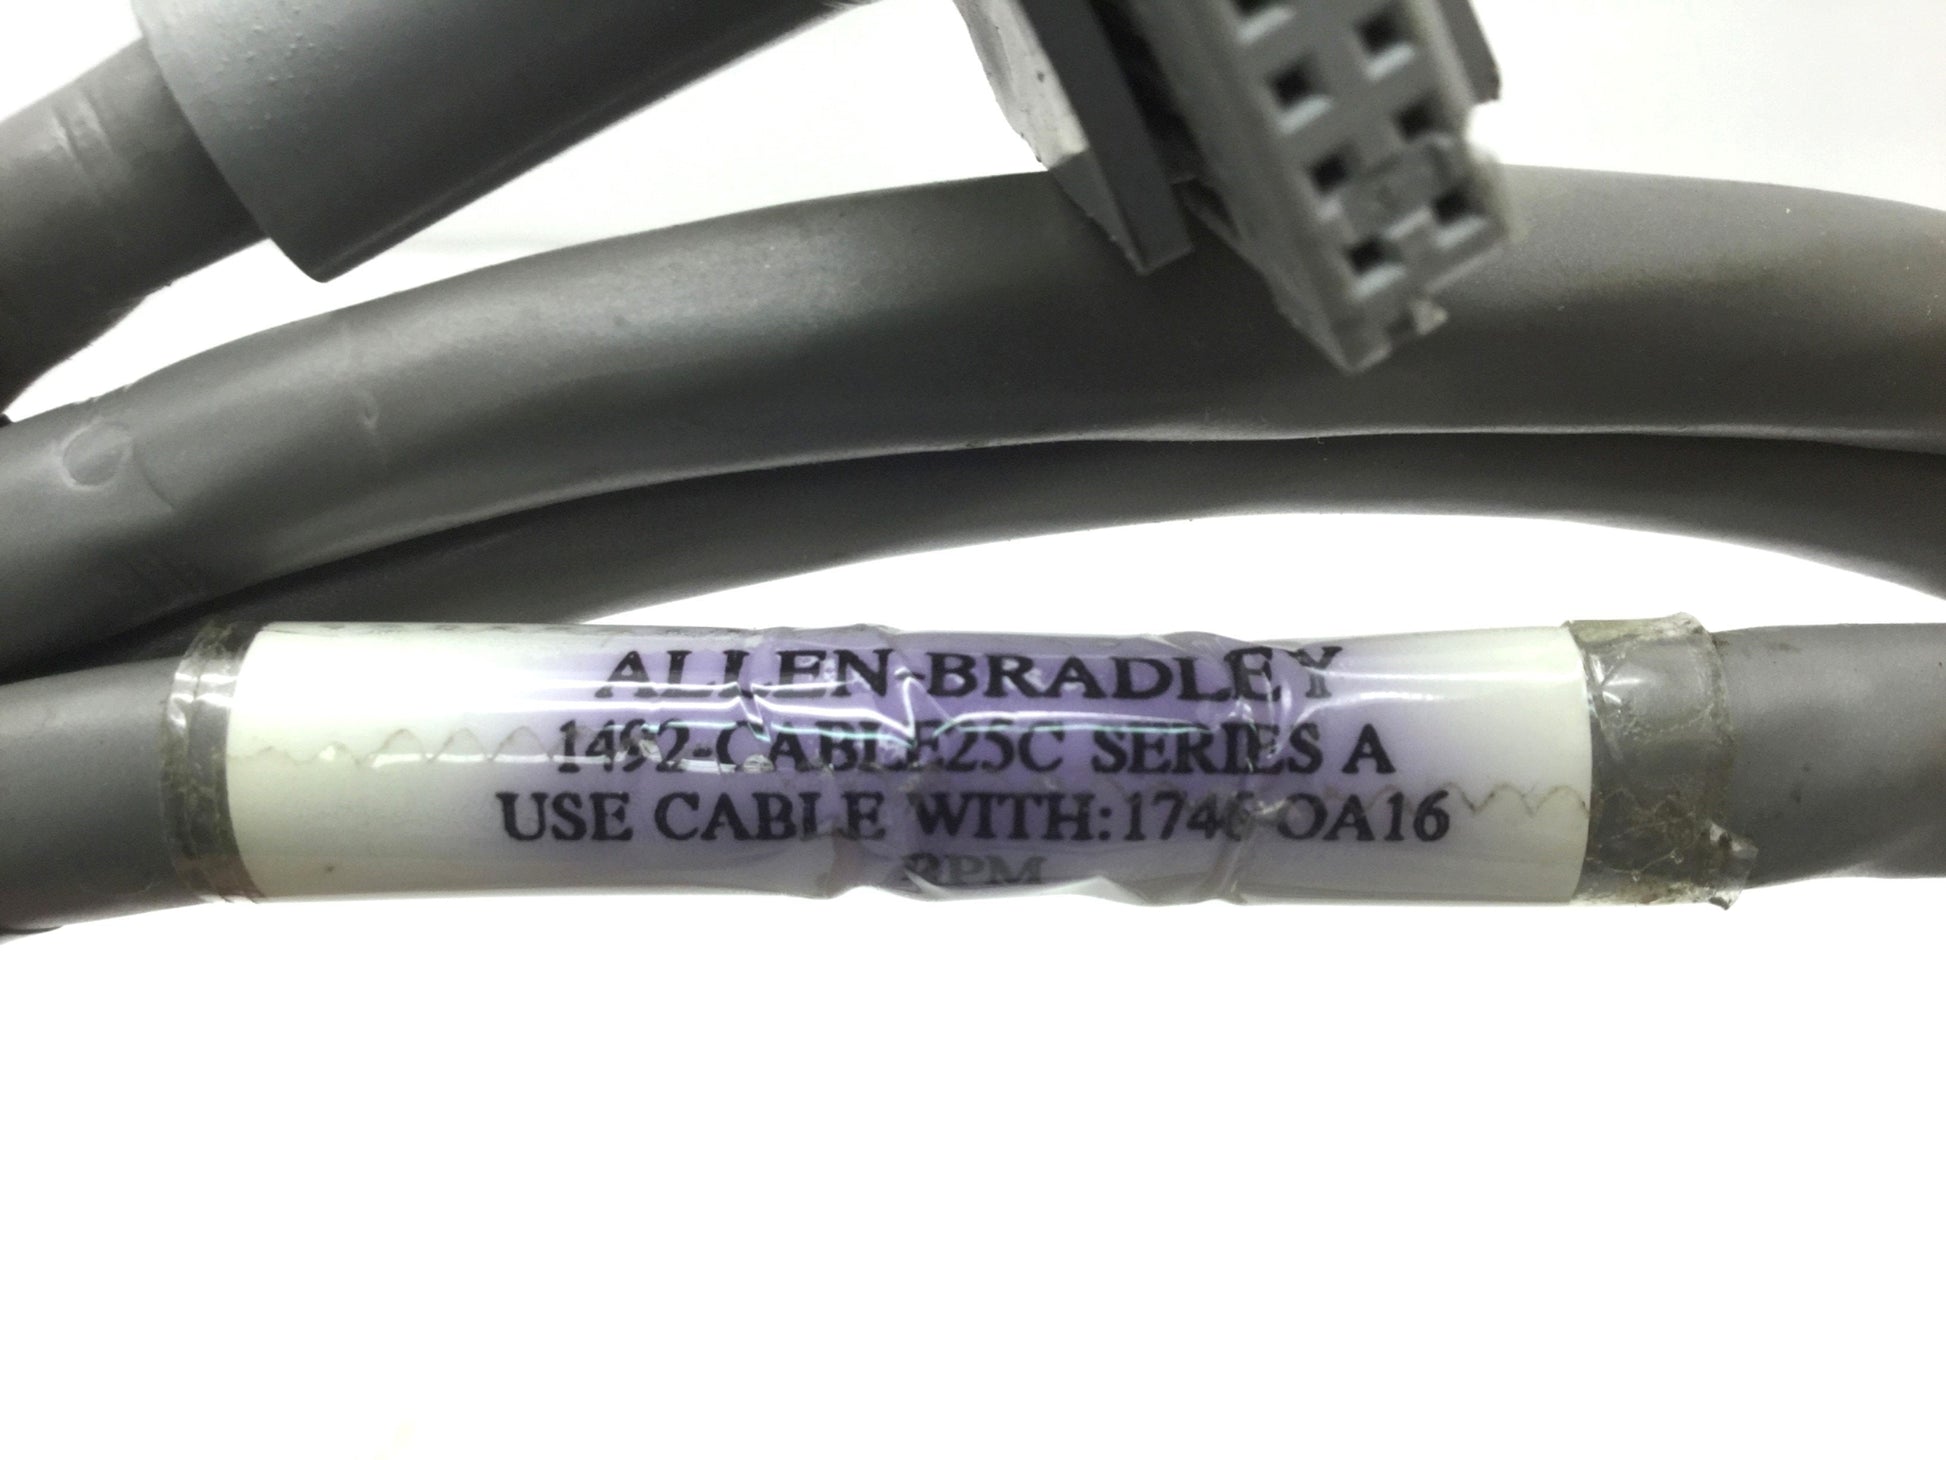 ALLEN-BRADLEY
1492-CABLE25C SERIES A
USE CABLE WITH:1746-OA16